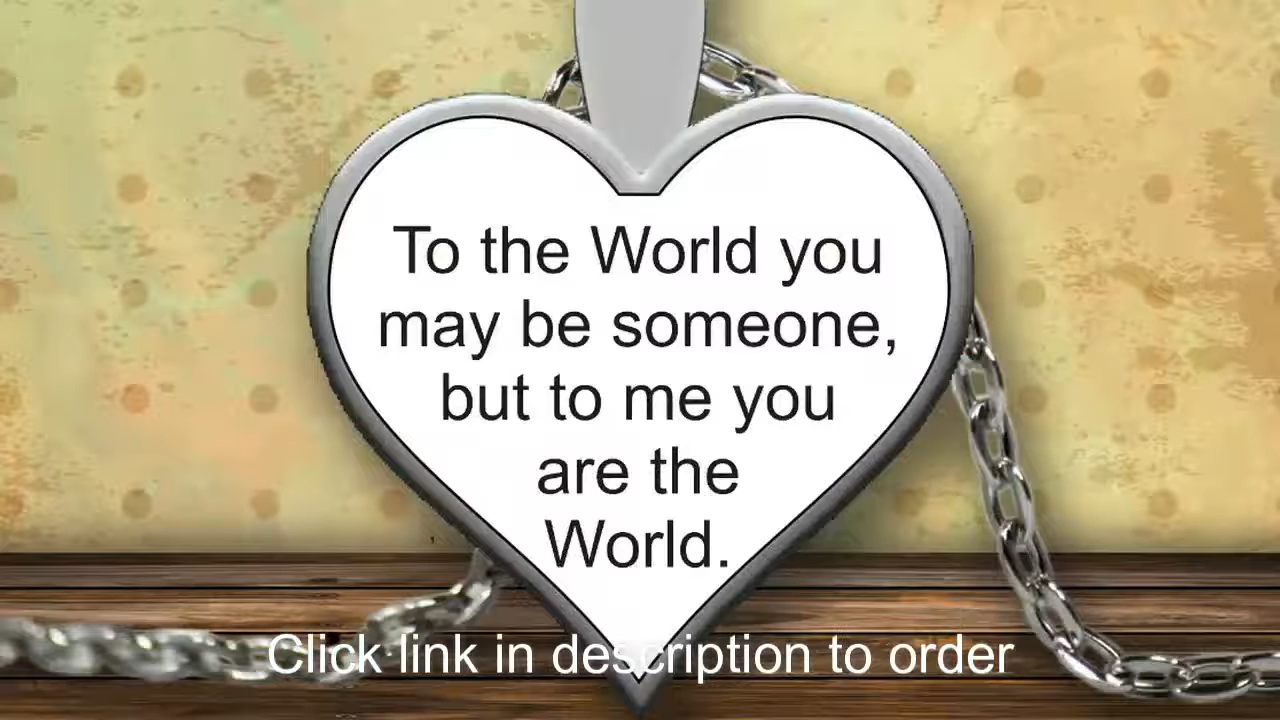 To the World you
may be someone,
but to me you
are the
World.
Click link in description to order